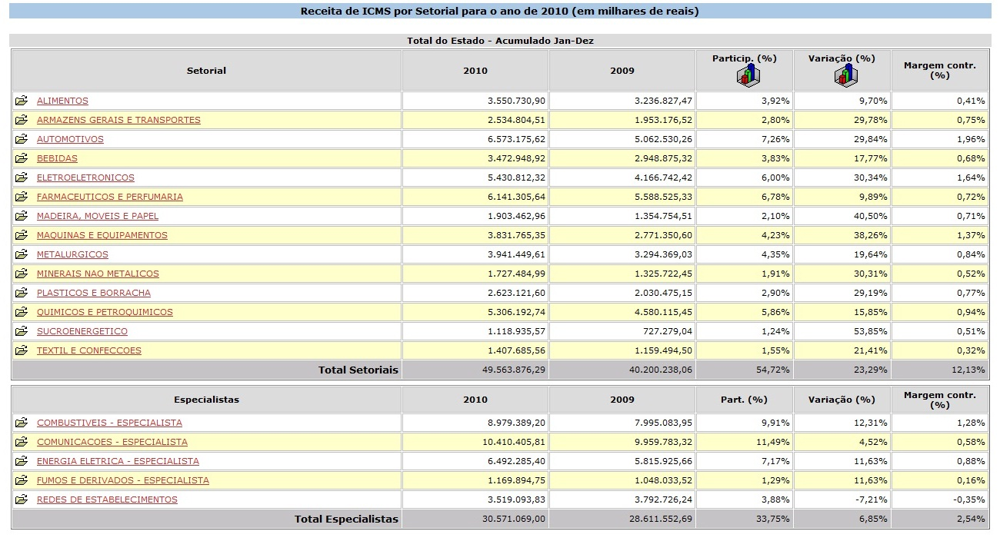 Receita de ICMS por Setorial para o ano de 2010 (em milhares de reais)
Total do Estado - Acumulado Jan-Dez
Setorial 2010 2009 Particip. (%) Variação (%) Margem contr. (%)
ALIMENTOS 3.550.730,90 3.236.827,47 3,92% 9,70% 0,41%
ARMAZENS GERAIS E TRANSPORTES 2.534.804,51 1.953.176,52 2,80% 29,78% 0,75%
AUTOMOTIVOS 6.573.175,62 5.062.530,26 7,26% 29,84% 1,96%
BEBIDAS 3.472.948,92 2.948.875,32 3,83% 17,77% 0,68%
ELETROELETRONICOS 5.430.812,32 4.166.742,42 6,00% 30,34% 1,64%
FARMACEUTICOS E PERFUMARIA 6.141.305,64 5.588.525,33 6,78% 9,89% 0,72%
MADEIRA, MOVEIS E PAPEL 1.903.462,96 1.354.754,51 2,10% 40,50% 0,71%
MAQUINAS E EQUIPAMENTOS 3.831.765,35 2.771.350,60 4,23% 38,26% 1,37%
METALURGICOS 3.941.449,61 3.294.369,03 4,35% 19,64% 0,84%
MINERAIS NAO METALICOS 1.727.484,99 1.325.722,45 1,91% 30,31% 0,52%
PLASTICOS E BORRACHA 2.623.121,60 2.030.475,15 2,90% 29,19% 0,77%
QUIMICOS E PETROQUIMICOS 5.306.192,74 4.580.115,45 5,86% 15,85% 0,94%
SUCROENERGETICO 1.118.935,57 727.279,04 1,24% 53,85% 0,51%
TEXTIL E CONFECCOES 1.407.685,56 1.159.494,50 1,55% 21,41% 0,32%
Total Setoriais 49.563.876,29 40.200.238,06 54,72% 23,29% 12,13%
Especialistas 2010 2009 Part. (%) Variação (%) Margem contr. (%)
COMBUSTIVEIS - ESPECIALISTA 8.979.389,20 7.995.083,95 9,91% 12,31% 1,28%
COMUNICACOES - ESPECIALISTA 10.410.405,81 9.959.783,32 11,49% 4,52% 0,58%
ENERGIA ELETRICA - ESPECIALISTA 6.492.285,40 5.815.925,66 7,17% 11,63% 0,88%
FUMOS E DERIVADOS - ESPECIALISTA 1.169.894,75 1.048.033,52 1,29% 11,63% 0,16%
REDES DE ESTABELECIMENTOS 3.519.093,83 3.792.726,24 3,88% -7,21% -0,35%
Total Especialistas 30.571.069,00 28.611.552,69 33,75% 6,85% 2,54%